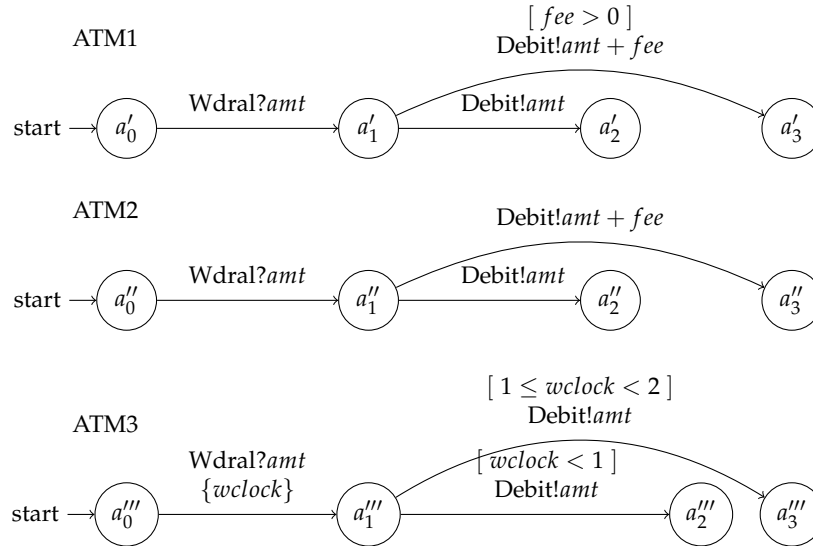 [ fee > 0 ]
ATM1
Debit!amt + fee
Wdral?amt
Debit!amt
start
a′₀
a′₁
a′₂
a′₃
ATM2
Debit!amt + fee
Wdral?amt
Debit!amt
start
a″₀
a″₁
a″₂
a″₃
[ 1 ≤ wclock < 2 ]
Debit!amt
ATM3
Wdral?amt
[ wclock < 1 ]
{wclock}
Debit!amt
start
a‴₀
a‴₁
a‴₂
a‴₃